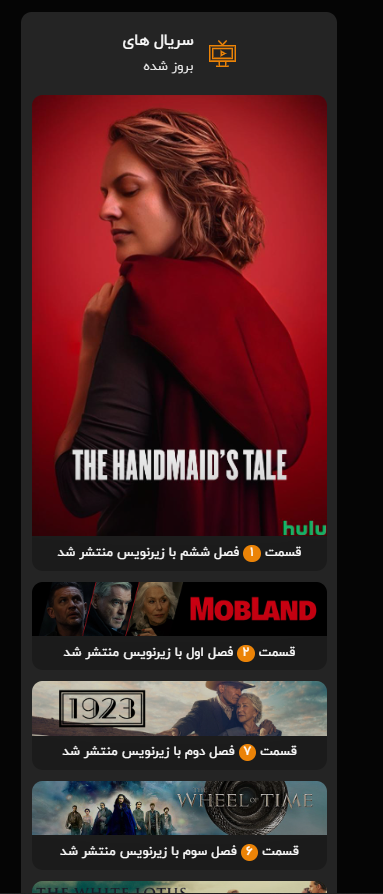 سریال های
بروز شده
THE HANDMAID'S TALE
hulu
قسمت ۱ فصل ششم با زیرنویس منتشر شد
MOBLAND
قسمت ۲ فصل اول با زیرنویس منتشر شد
1923
قسمت ۷ فصل دوم با زیرنویس منتشر شد
THE WHEEL OF TIME
قسمت ۶ فصل سوم با زیرنویس منتشر شد
THE WHITE LOTUS